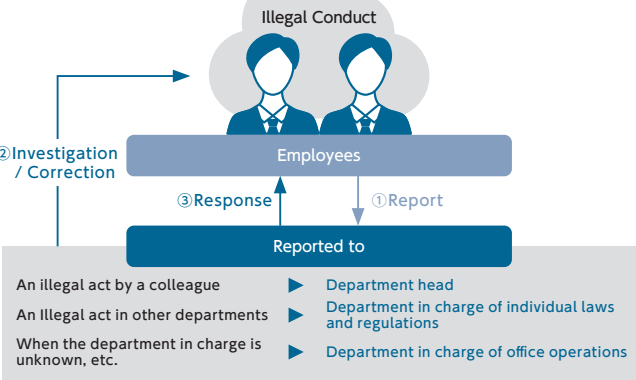 Illegal Conduct
②Investigation
/ Correction
Employees
③Response
①Report
Reported to
An illegal act by a colleague
Department head
An Illegal act in other departments
Department in charge of individual laws
and regulations
When the department in charge is
unknown, etc.
Department in charge of office operations